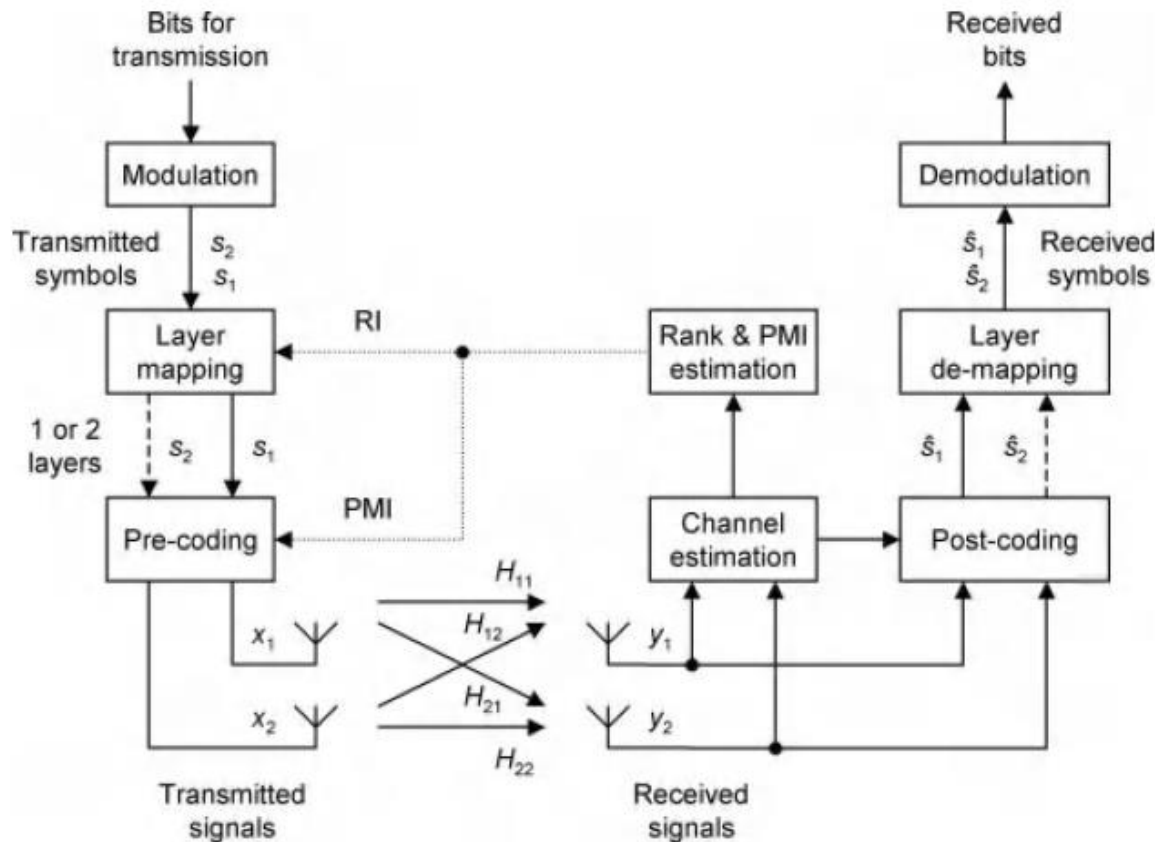 Bits for
transmission
Received
bits
Modulation
Demodulation
Transmitted
symbols
s₂
s₁
ŝ₁
ŝ₂
Received
symbols
Layer
mapping
RI
Rank & PMI
estimation
Layer
de-mapping
1 or 2
layers
s₂
s₁
ŝ₁
ŝ₂
Pre-coding
PMI
Channel
estimation
Post-coding
H₁₁
H₁₂
H₂₁
H₂₂
x₁
y₁
x₂
y₂
Transmitted
signals
Received
signals